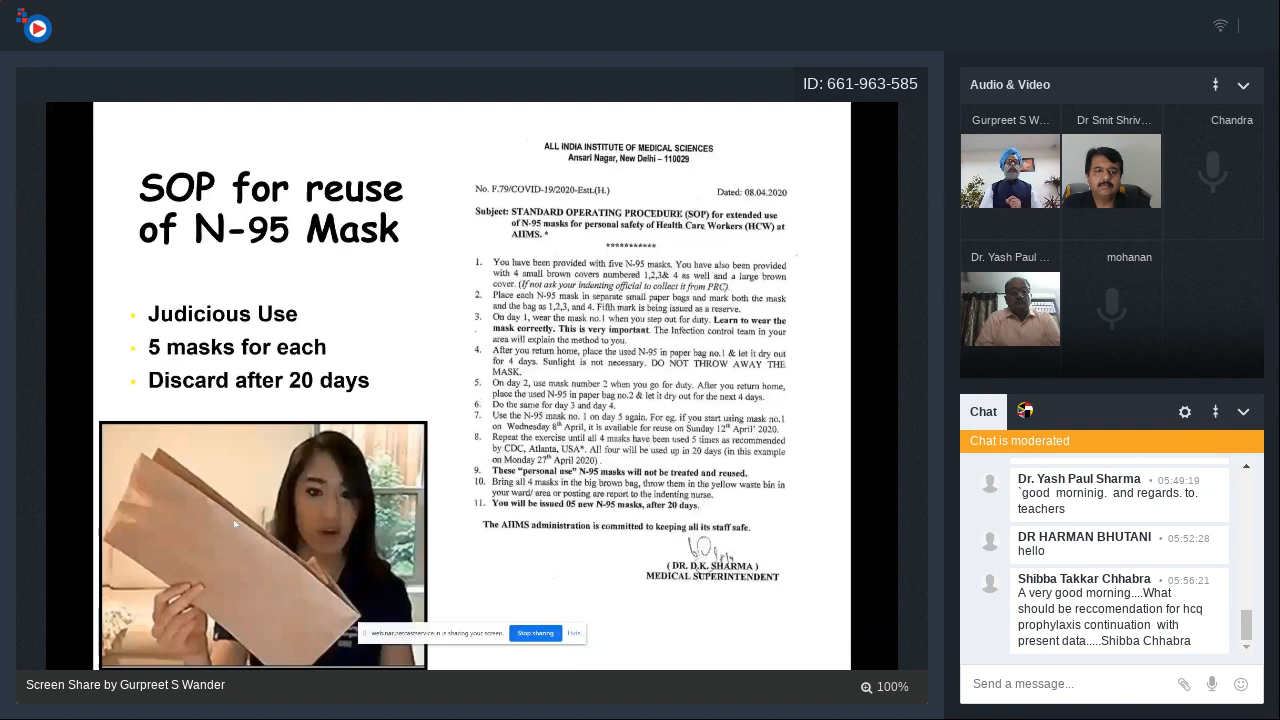 ID: 661-963-585
SOP for reuse
of N-95 Mask
• Judicious Use
• 5 masks for each
• Discard after 20 days
ALL INDIA INSTITUTE OF MEDICAL SCIENCES
Ansari Nagar, New Delhi – 110029
No. F.79/COVID-19/2020-Estt.(H.) Dated: 08.04.2020
Subject: STANDARD OPERATING PROCEDURE (SOP) for extended use
of N-95 masks for personal safety of Health Care Workers (HCW) at
AIIMS. *
***********
1. You have been provided with five N-95 masks. You have also been provided
with 4 small brown covers numbered 1,2,3& 4 as well and a large brown
cover. (If not ask your indenting official to collect it from PRC).
2. Place each N-95 mask in separate small paper bags and mark both the mask
and the bag as 1,2,3, and 4. Fifth mark is being issued as a reserve.
3. On day 1, wear the mask no.1 when you step out for duty. Learn to wear the
mask correctly. This is very important. The Infection control team in your
area will explain the method to you.
4. After you return home, place the used N-95 in paper bag no.1 & let it dry out
for 4 days. Sunlight is not necessary. DO NOT THROW AWAY THE
MASK.
5. On day 2, use mask number 2 when you go for duty. After you return home,
place the used N-95 in paper bag no.2 & let it dry out for the next 4 days.
6. Do the same for day 3 and day 4.
7. Use the N-95 mask no. 1 on day 5 again. For eg. if you start using mask no.1
on Wednesday 8th April, it is available for reuse on Sunday 12th April' 2020.
8. Repeat the exercise until all 4 masks have been used 5 times as recommended
by CDC, Atlanta, USA*. All four will be used up in 20 days (in this example
on Monday 27th April 2020) .
9. These "personal use" N-95 masks will not be treated and reused.
10. Bring all 4 masks in the big brown bag, throw them in the yellow waste bin in
your ward/ area or posting are report to the indenting nurse.
11. You will be issued 05 new N-95 masks, after 20 days.
The AIIMS administration is committed to keeping all its staff safe.
( DR. D.K. SHARMA )
MEDICAL SUPERINTENDENT
webinar.netcastservice.in is sharing your screen. Stop sharing Hide
Screen Share by Gurpreet S Wander
100%
Audio & Video
Gurpreet S W... Dr Smit Shriv... Chandra
Dr. Yash Paul ... mohanan
Chat
Chat is moderated
Dr. Yash Paul Sharma • 05:49:19
`good morninig. and regards. to.
teachers
DR HARMAN BHUTANI • 05:52:28
hello
Shibba Takkar Chhabra • 05:56:21
A very good morning....What
should be reccomendation for hcq
prophylaxis continuation with
present data.....Shibba Chhabra
Send a message...